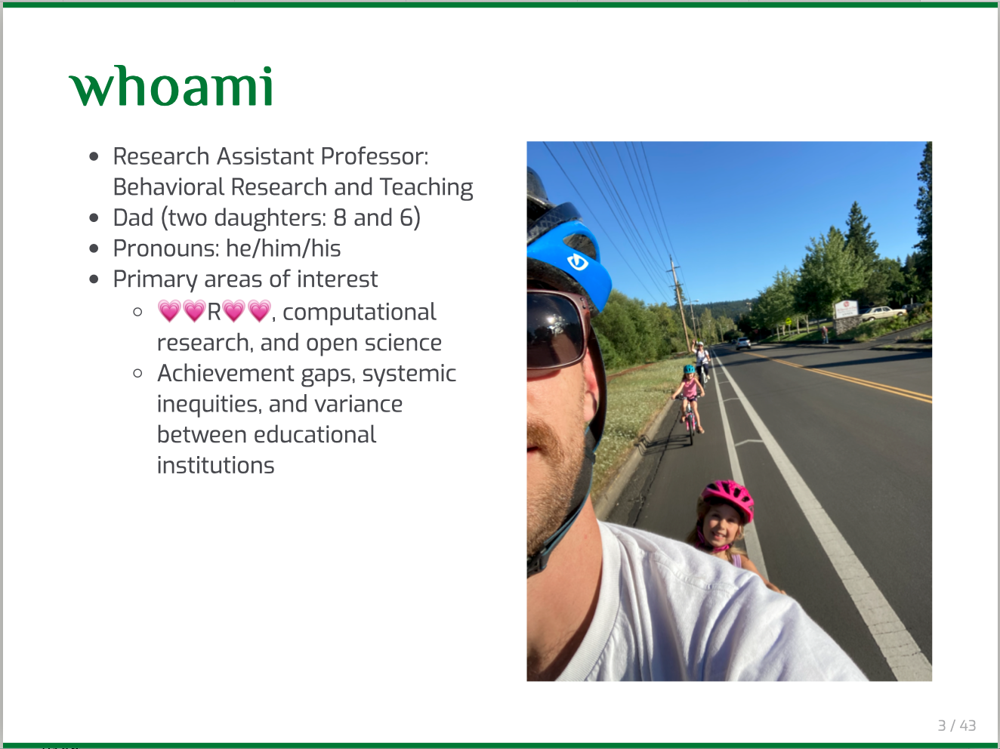 whoami
Research Assistant Professor:
Behavioral Research and Teaching
Dad (two daughters: 8 and 6)
Pronouns: he/him/his
Primary areas of interest
💗💗R💗💗, computational
research, and open science
Achievement gaps, systemic
inequities, and variance
between educational
institutions
3 / 43